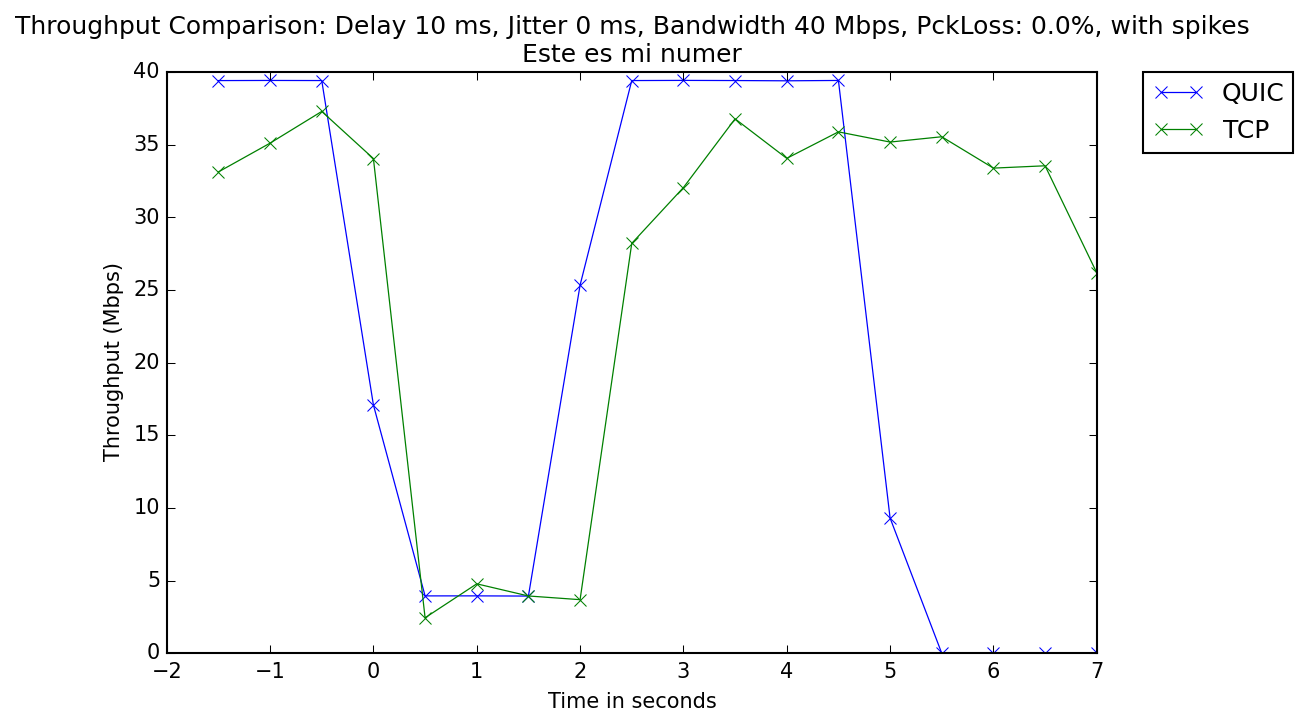 Throughput Comparison: Delay 10 ms, Jitter 0 ms, Bandwidth 40 Mbps, PckLoss: 0.0%, with spikes
Este es mi numer
40
35
30
25
20
15
10
5
0
Throughput (Mbps)
−2 −1 0 1 2 3 4 5 6 7
Time in seconds
QUIC
TCP